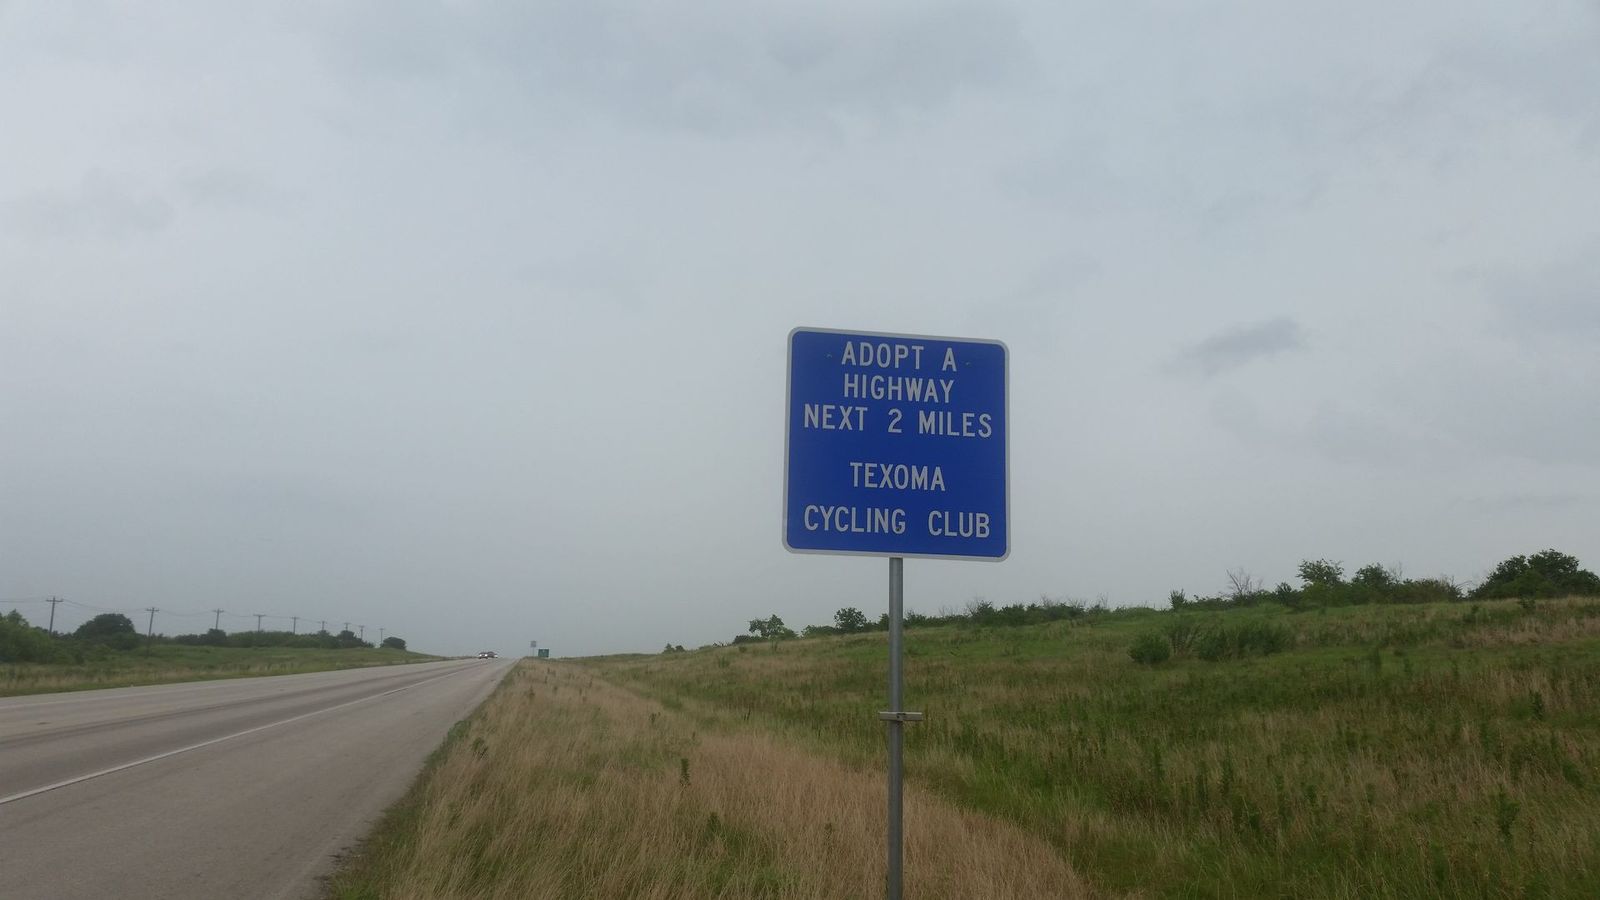 ADOPT A
HIGHWAY
NEXT 2 MILES
TEXOMA
CYCLING CLUB